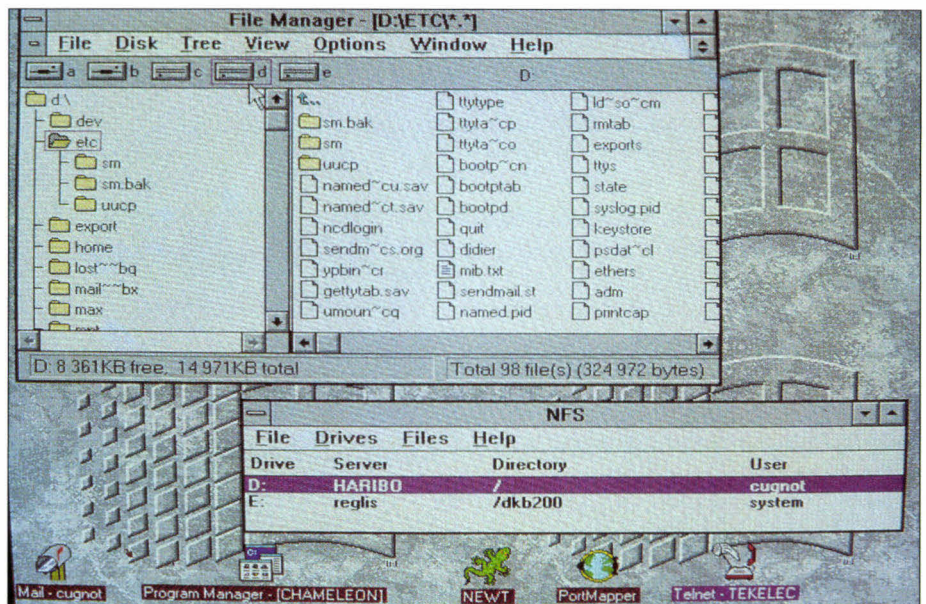 File Manager - [D:\ETC\*.*]
File Disk Tree View Options Window Help
a b c d e D:
d:\
dev
etc
sm
sm.bak
uucp
export
home
lost~~bq
mail~~bx
max
sm.bak
sm
uucp
named~cu.sav
named~ct.sav
ncdlogin
sendm~cs.org
ypbin~cr
gettytab.sav
umoun~cq
ttytype
ttyta~cp
ttyta~co
bootp~cn
bootptab
bootpd
quit
didier
mib.txt
sendmail.st
named.pid
ld~so~cm
rmtab
exports
ttys
state
syslog.pid
keystore
psdat~cl
ethers
adm
printcap
D: 8 361KB free, 14 971KB total
Total 98 file(s) (324 972 bytes)
NFS
File Drives Files Help
Drive Server Directory User
D: HARIBO / cugnot
E: reglis /dkb200 system
Mail - cugnot
Program Manager - [CHAMELEON]
NEWT
PortMapper
Telnet - TEKELEC